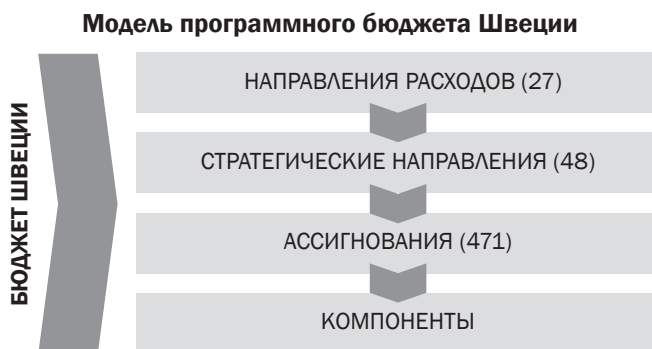 Модель программного бюджета Швеции
БЮДЖЕТ ШВЕЦИИ
НАПРАВЛЕНИЯ РАСХОДОВ (27)
СТРАТЕГИЧЕСКИЕ НАПРАВЛЕНИЯ (48)
АССИГНОВАНИЯ (471)
КОМПОНЕНТЫ